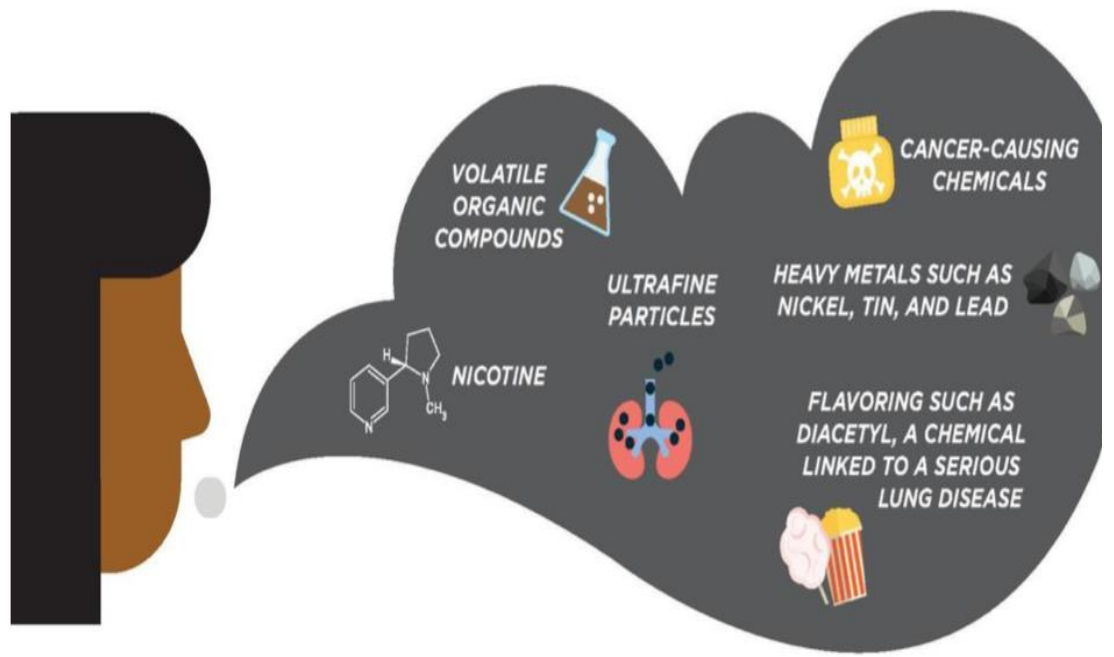 VOLATILE
ORGANIC
COMPOUNDS
CANCER-CAUSING
CHEMICALS
ULTRAFINE
PARTICLES
HEAVY METALS SUCH AS
NICKEL, TIN, AND LEAD
H
N
CH₃
N
NICOTINE
FLAVORING SUCH AS
DIACETYL, A CHEMICAL
LINKED TO A SERIOUS
LUNG DISEASE